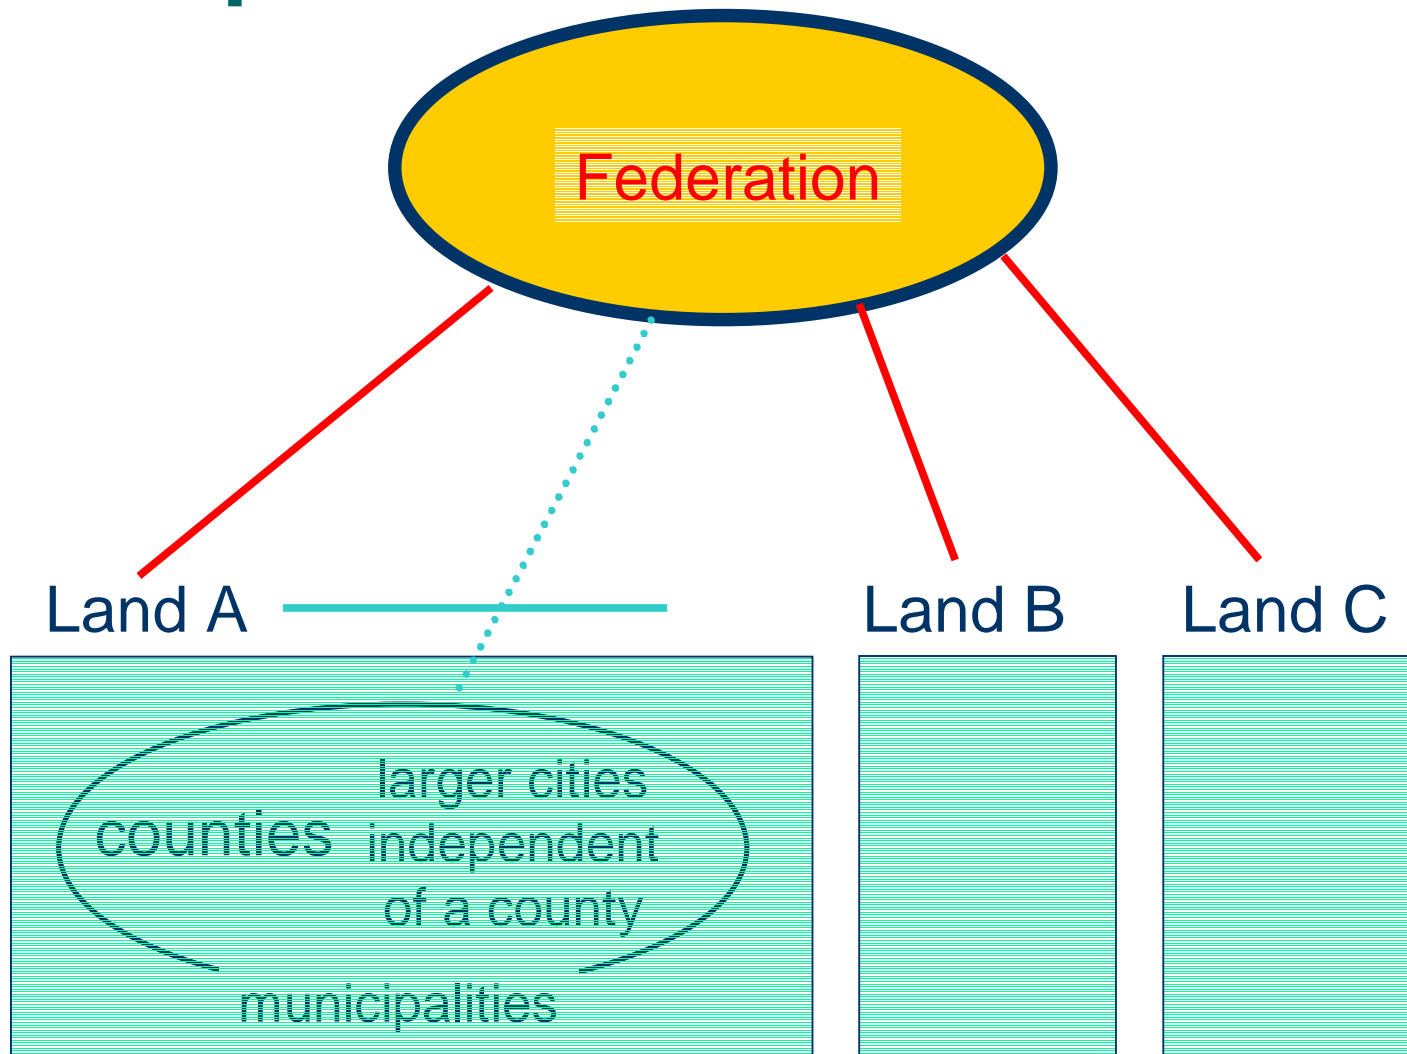 Federation
Land A
Land B
Land C
larger cities
counties
independent
of a county
municipalities